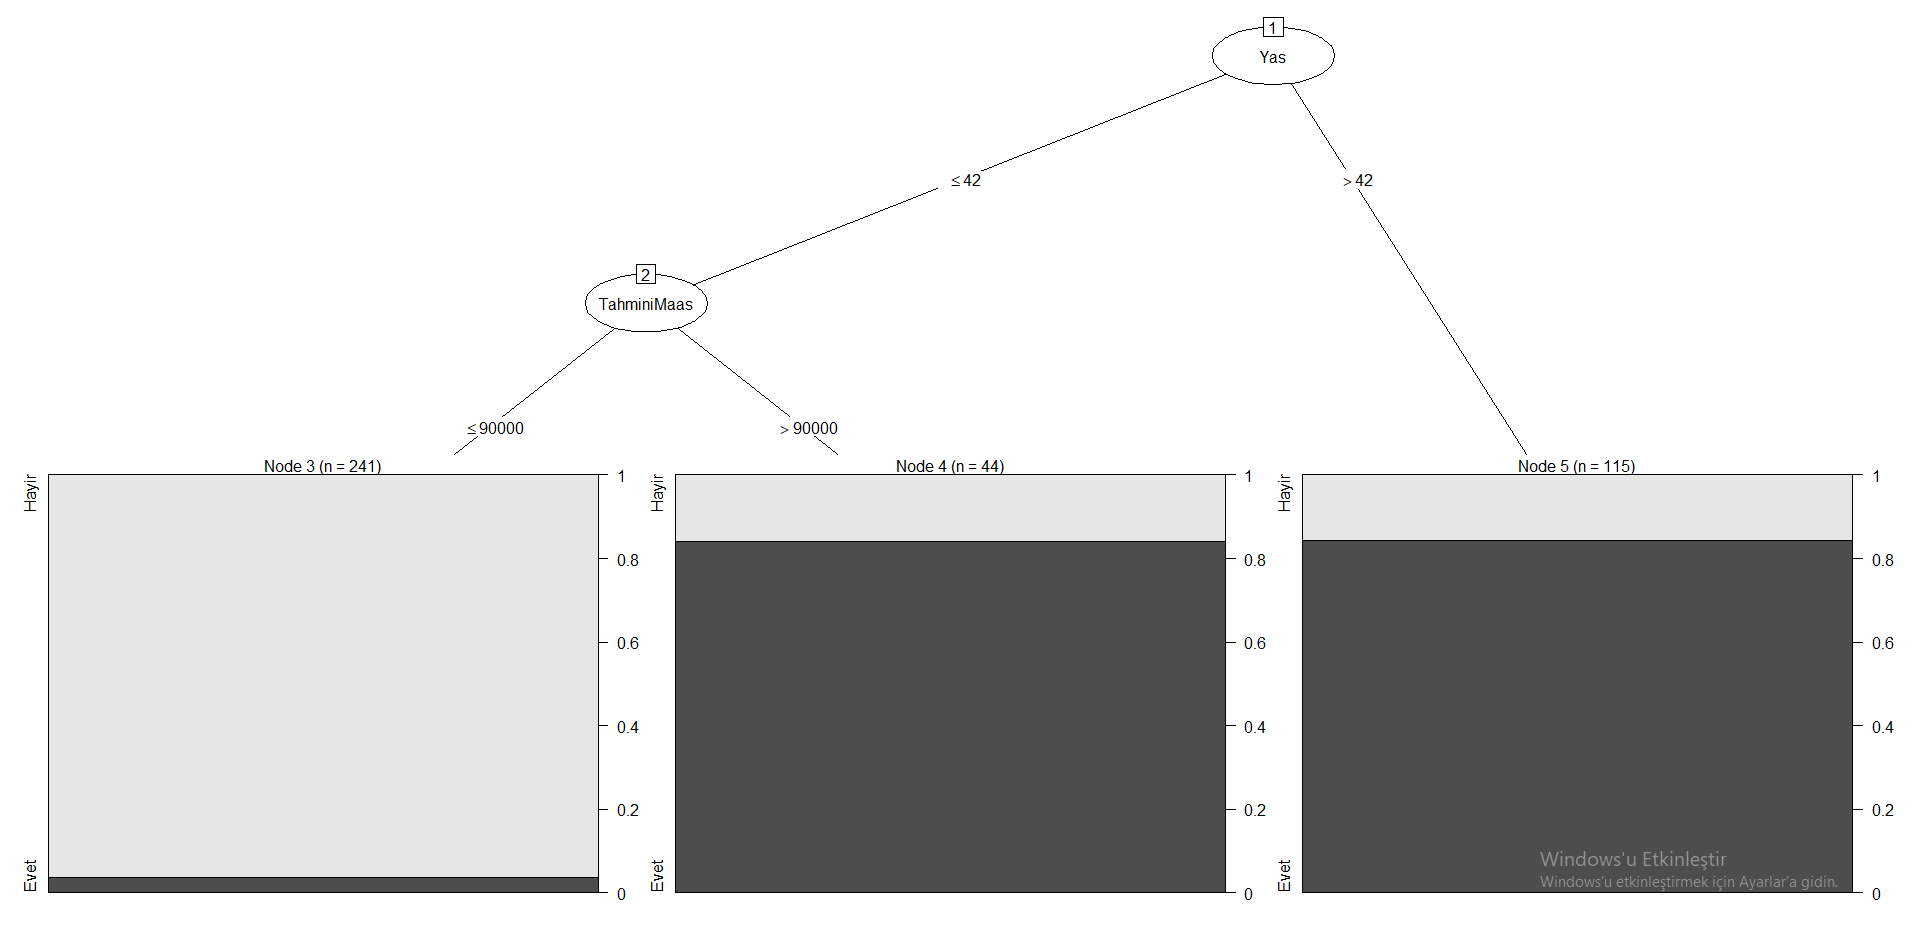 1
Yas
≤ 42
> 42
2
TahminiMaas
≤ 90000
> 90000
Node 3 (n = 241)
Hayir
Evet
1
0.8
0.6
0.4
0.2
0
Node 4 (n = 44)
Hayir
Evet
1
0.8
0.6
0.4
0.2
0
Node 5 (n = 115)
Hayir
Evet
1
0.8
0.6
0.4
0.2
0
Windows'u Etkinleştir
Windows'u etkinleştirmek için Ayarlar'a gidin.